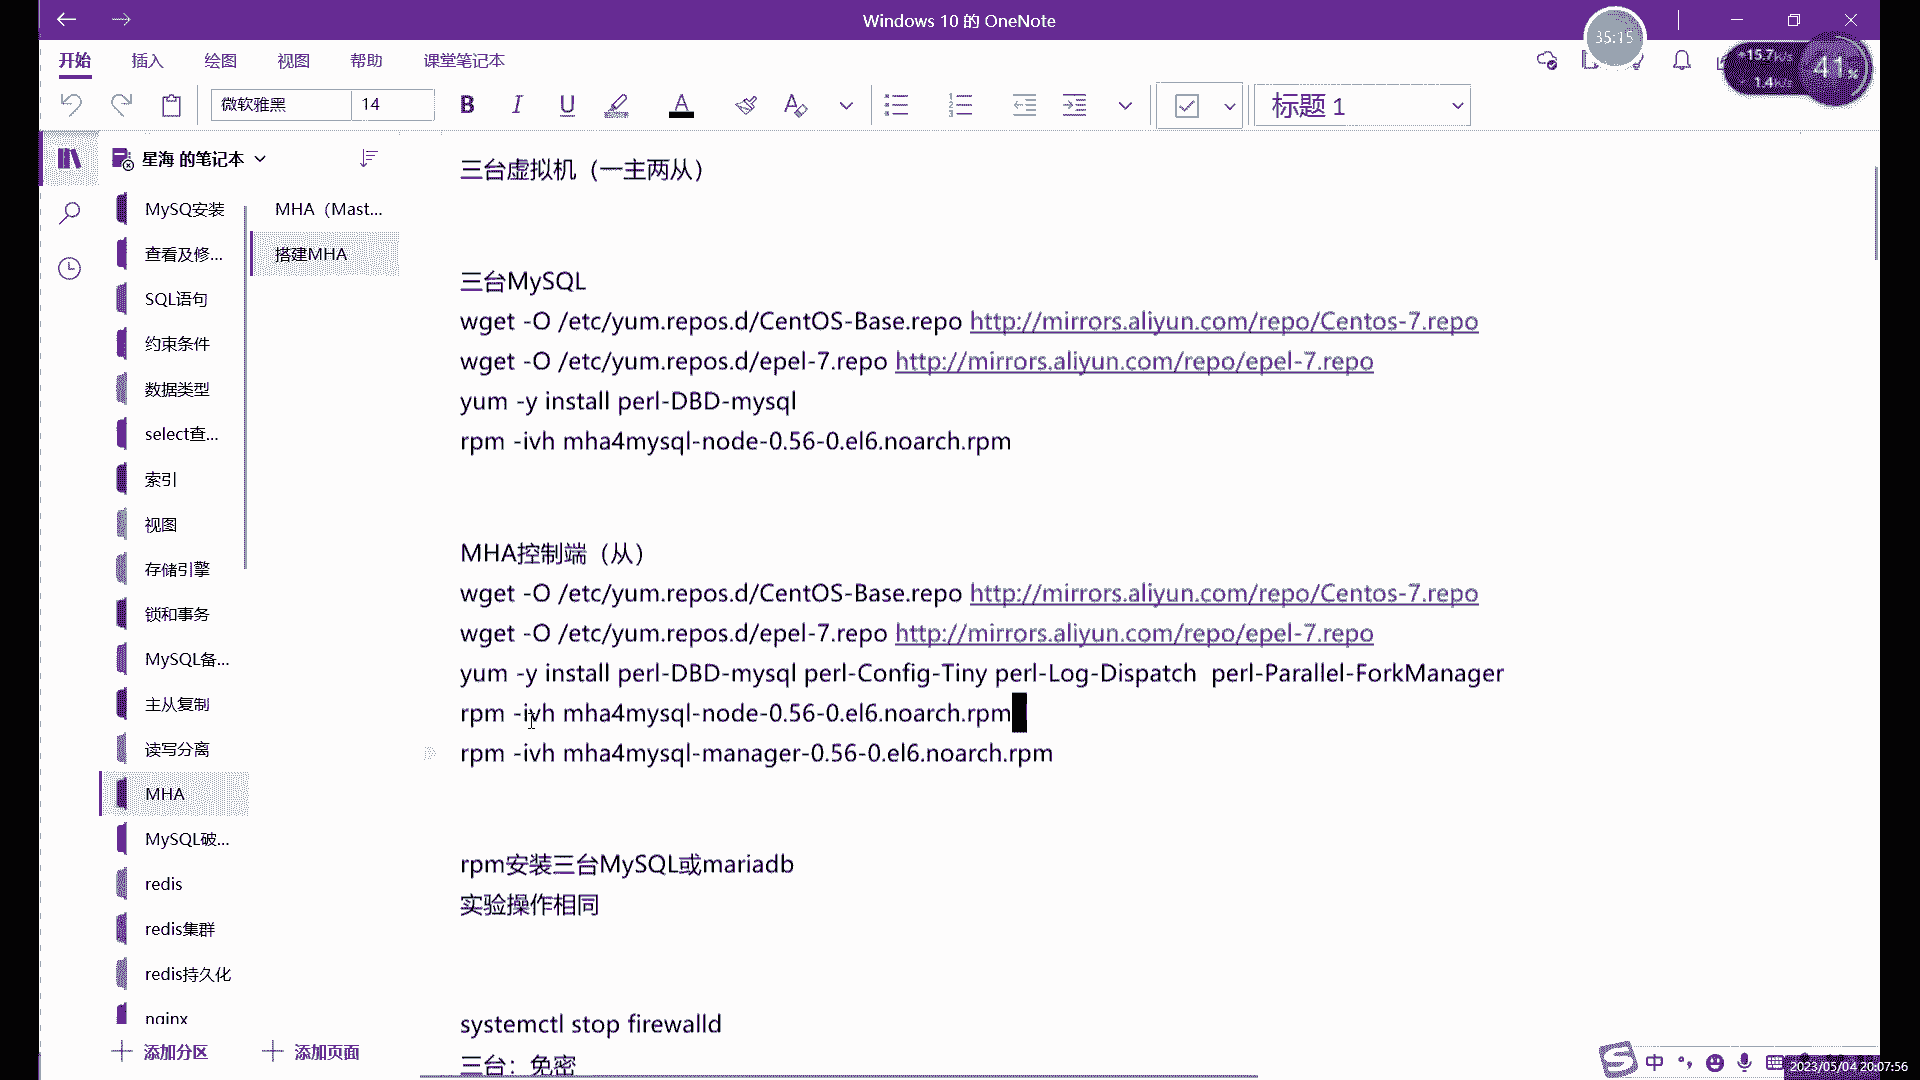 Windows 10 的 OneNote
35:15
开始
插入
绘图
视图
帮助
课堂笔记本
15.7K/s
1.4K/s
41%
微软雅黑
14
B
I
U
A
标题 1
星海 的笔记本
MySQ安装
查看及修...
SQL语句
约束条件
数据类型
select查...
索引
视图
存储引擎
锁和事务
MySQL备...
主从复制
读写分离
MHA
MySQL破...
redis
redis集群
redis持久化
nginx
添加分区
MHA（Mast...
搭建MHA
添加页面
三台虚拟机（一主两从）
三台MySQL
wget -O /etc/yum.repos.d/CentOS-Base.repo http://mirrors.aliyun.com/repo/Centos-7.repo
wget -O /etc/yum.repos.d/epel-7.repo http://mirrors.aliyun.com/repo/epel-7.repo
yum -y install perl-DBD-mysql
rpm -ivh mha4mysql-node-0.56-0.el6.noarch.rpm
MHA控制端（从）
wget -O /etc/yum.repos.d/CentOS-Base.repo http://mirrors.aliyun.com/repo/Centos-7.repo
wget -O /etc/yum.repos.d/epel-7.repo http://mirrors.aliyun.com/repo/epel-7.repo
yum -y install perl-DBD-mysql perl-Config-Tiny perl-Log-Dispatch  perl-Parallel-ForkManager
rpm -ivh mha4mysql-node-0.56-0.el6.noarch.rpm
rpm -ivh mha4mysql-manager-0.56-0.el6.noarch.rpm
rpm安装三台MySQL或mariadb
实验操作相同
systemctl stop firewalld
三台：免密
中
2023/05/04 20:07:56